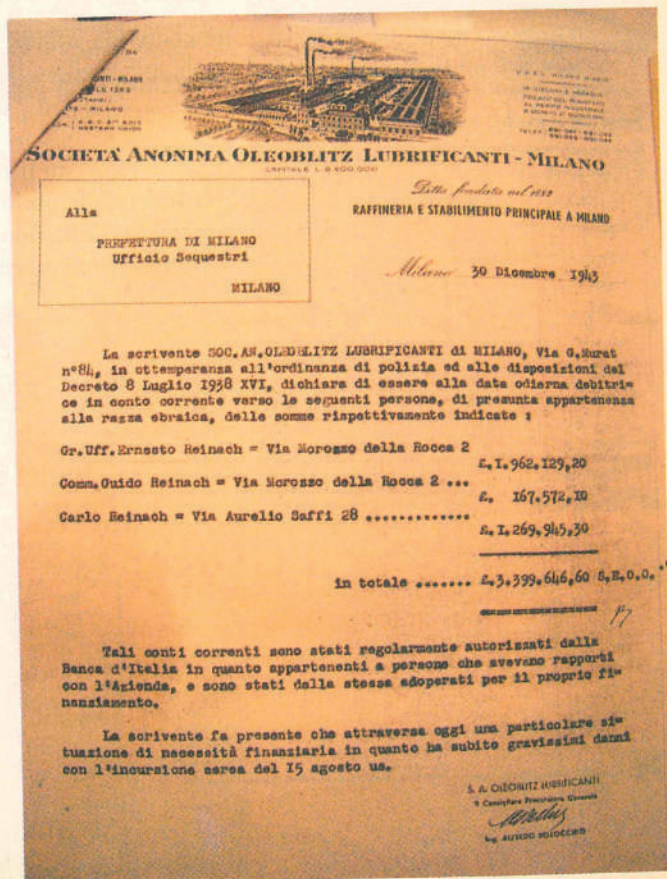 SOCIETÀ ANONIMA OLEOBLITZ LUBRIFICANTI - MILANO
Ditta fondata nel 1882
RAFFINERIA E STABILIMENTO PRINCIPALE A MILANO
Alla
PREFETTURA DI MILANO
Ufficio Sequestri
MILANO
Milano 30 Dicembre 1943
La scrivente SOC.AN.OLEOBLITZ LUBRIFICANTI di MILANO, Via G.Murat
n°84, in ottemperanza all'ordinanza di polizia ed alle disposizioni del
Decreto 8 Luglio 1938 XVI, dichiara di essere alla data odierna debitri=
ce in conto corrente verso le seguenti persone, di presunta appartenenza
alla razza ebraica, delle somme rispettivamente indicate :
Gr.Uff.Ernesto Reinach = Via Morozzo della Rocca 2
£.I.962.129,20
Comm.Guido Reinach = Via Morozzo della Rocca 2 ...
£. 167.572,10
Carlo Reinach = Via Aurelio Saffi 28 .............
£.I.269.945,30
in totale ....... £.3.399.646,60 S.E.O.O.
Tali conti correnti sono stati regolarmente autorizzati dalla
Banca d'Italia in quanto appartenenti a persone che avevano rapporti
con l'Azienda, e sono stati dalla stessa adoperati per il proprio fi=
nanziamento.
La scrivente fa presente che attraversa oggi una particolare si=
tuazione di necessità finanziaria in quanto ha subito gravissimi danni
con l'incursione aerea del I5 agosto us.
S. A. OLEOBLITZ LUBRIFICANTI
Il Consigliere Procuratore Generale